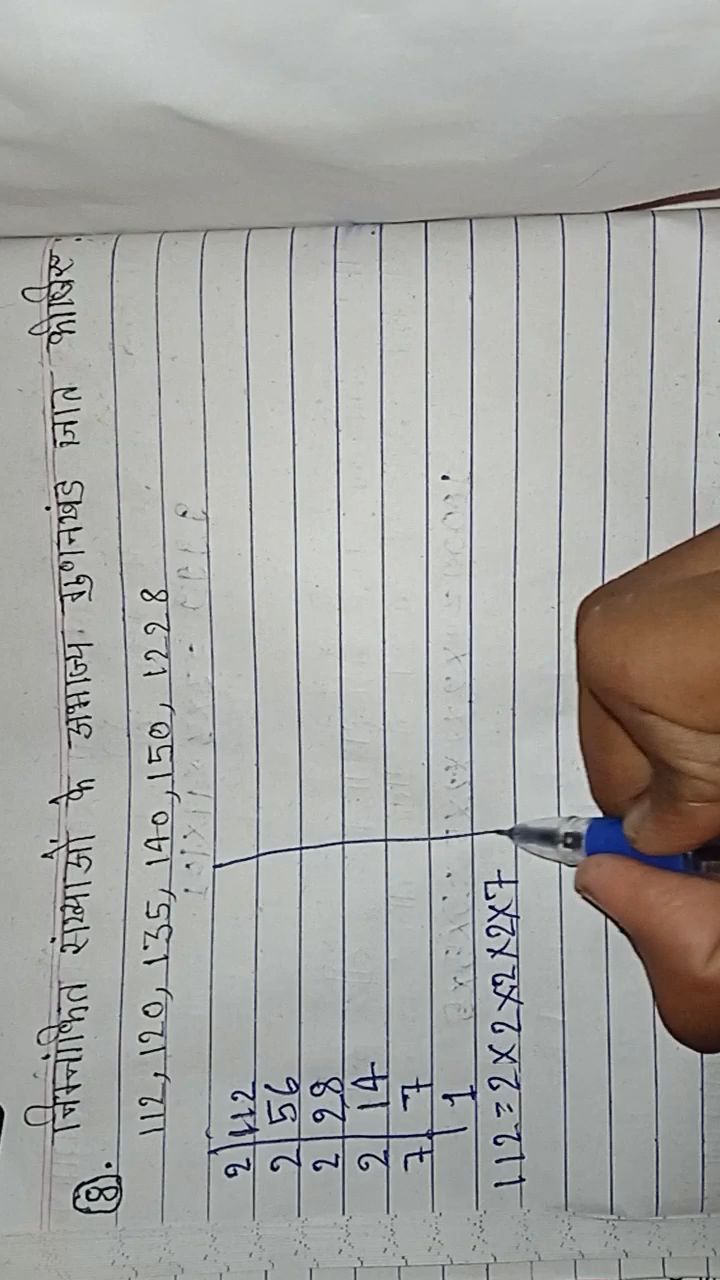 8. निम्नांकित संख्याओं के अभाज्य गुणनखंड ज्ञात कीजिए:
112, 120, 135, 140, 150, 1228
2 112
2 56
2 28
2 14
7 7
1
112 = 2 X 2 X 2 X 2 X 7